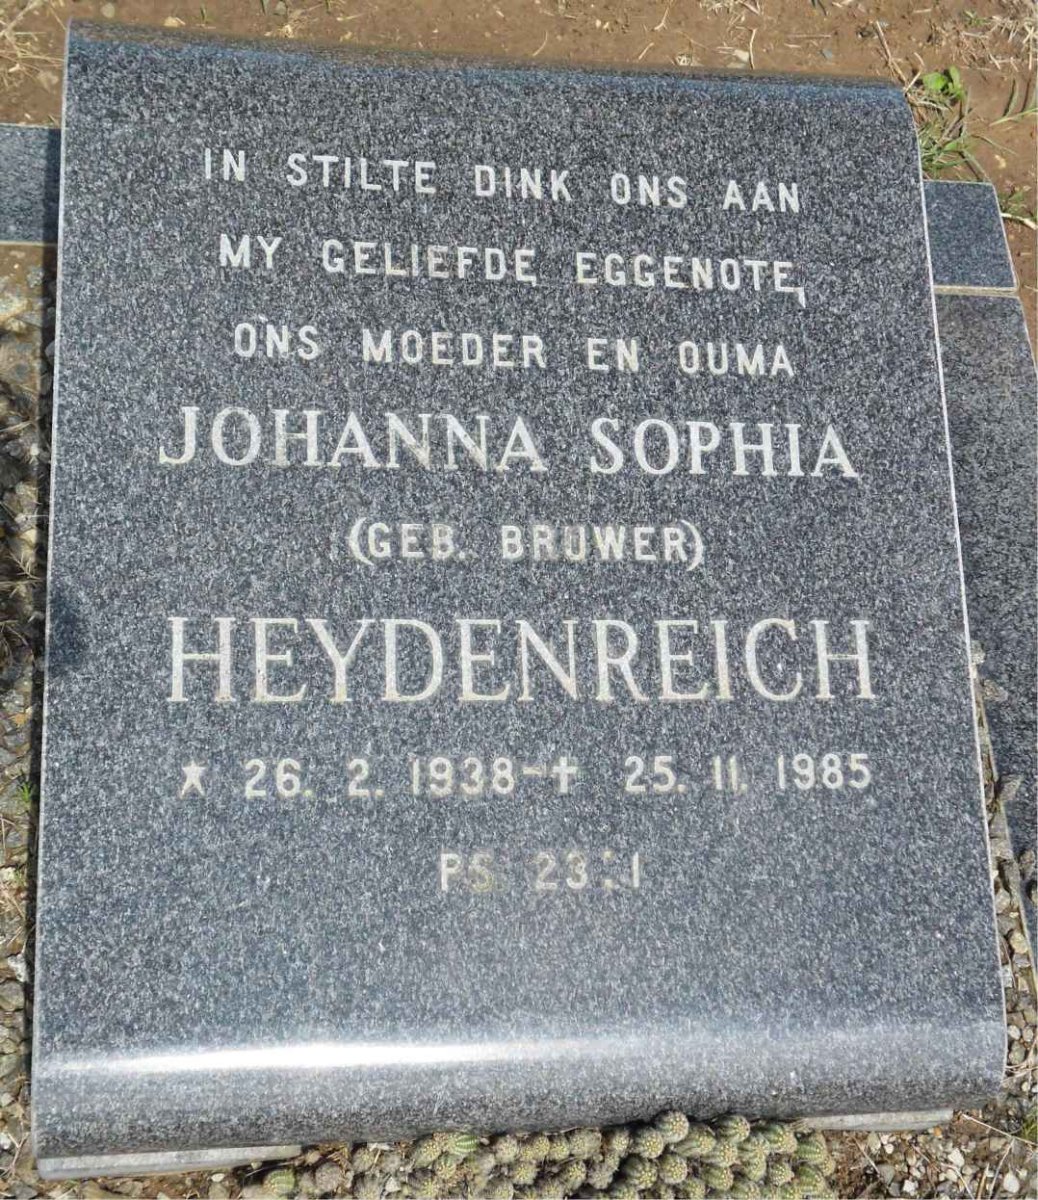 IN STILTE DINK ONS AAN
MY GELIEFDE EGGENOTE,
ONS MOEDER EN OUMA
JOHANNA SOPHIA
(GEB. BRUWER)
HEYDENREICH
★ 26. 2. 1938-✝ 25. 11. 1985
PS. 23:1